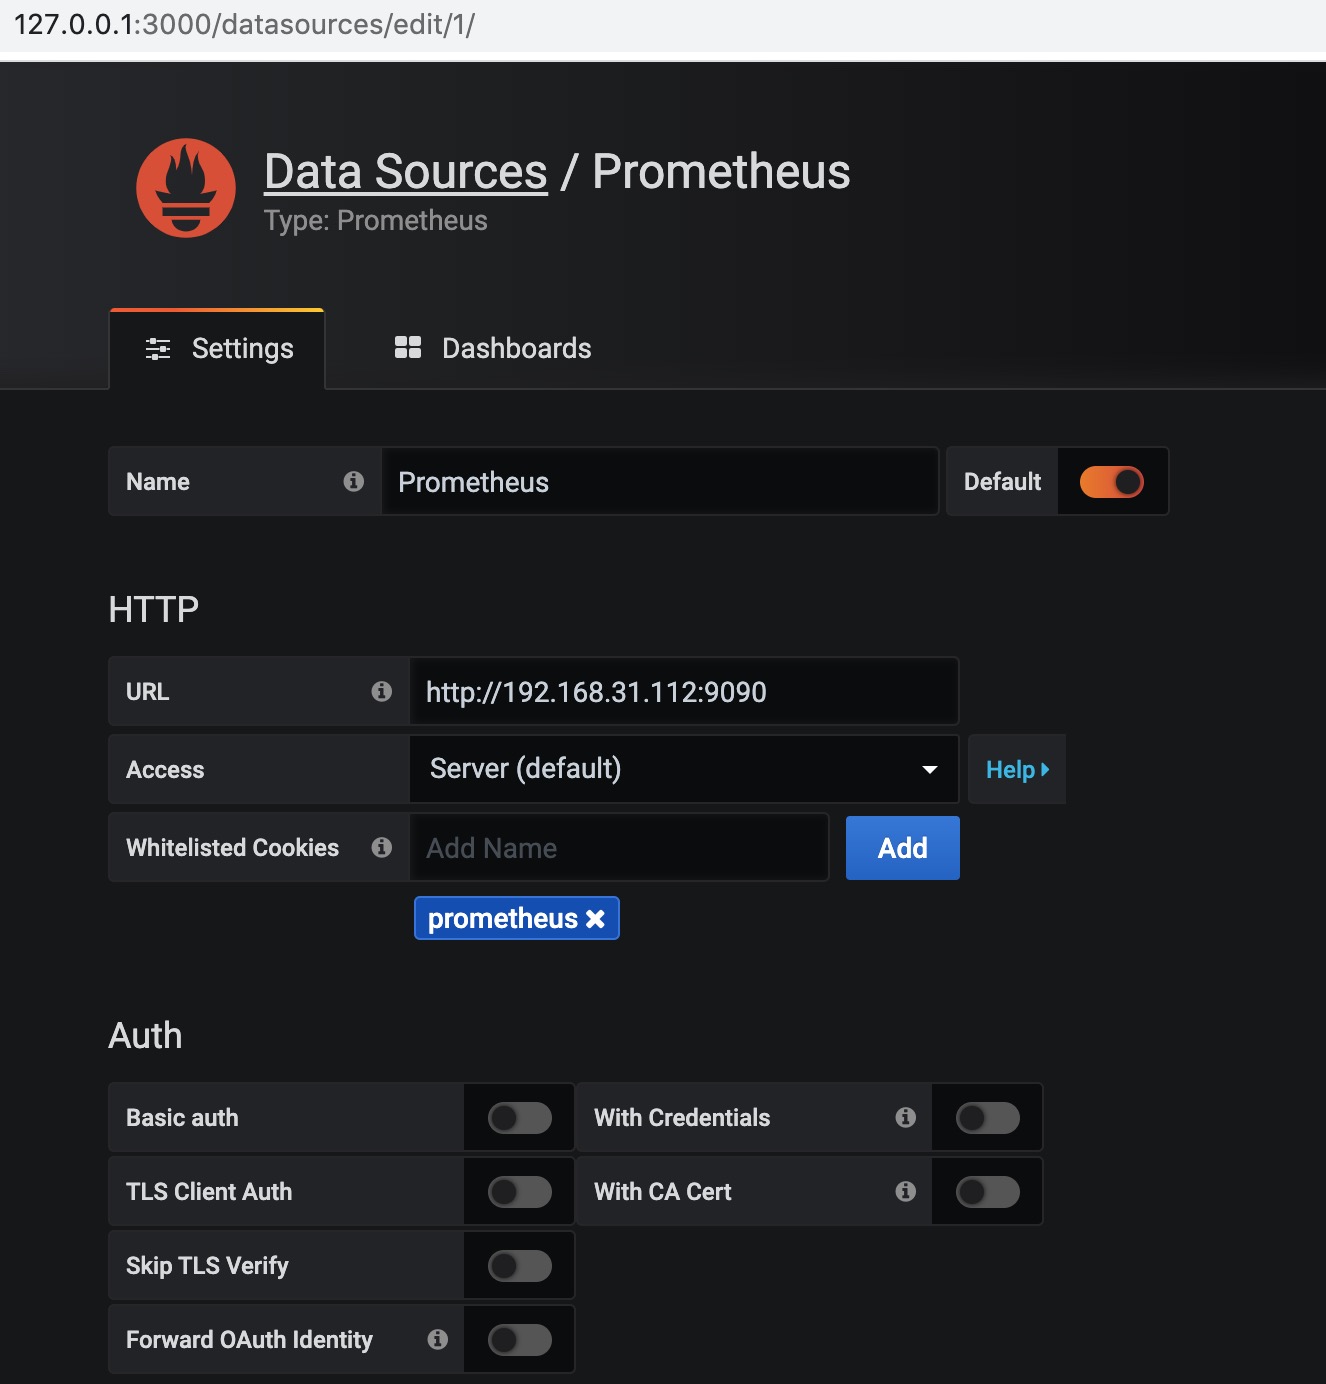 127.0.0.1:3000/datasources/edit/1/
Data Sources / Prometheus
Type: Prometheus
Settings Dashboards
Name Prometheus Default
HTTP
URL http://192.168.31.112:9090
Access Server (default) Help
Whitelisted Cookies Add Name Add
prometheus
Auth
Basic auth With Credentials
TLS Client Auth With CA Cert
Skip TLS Verify
Forward OAuth Identity